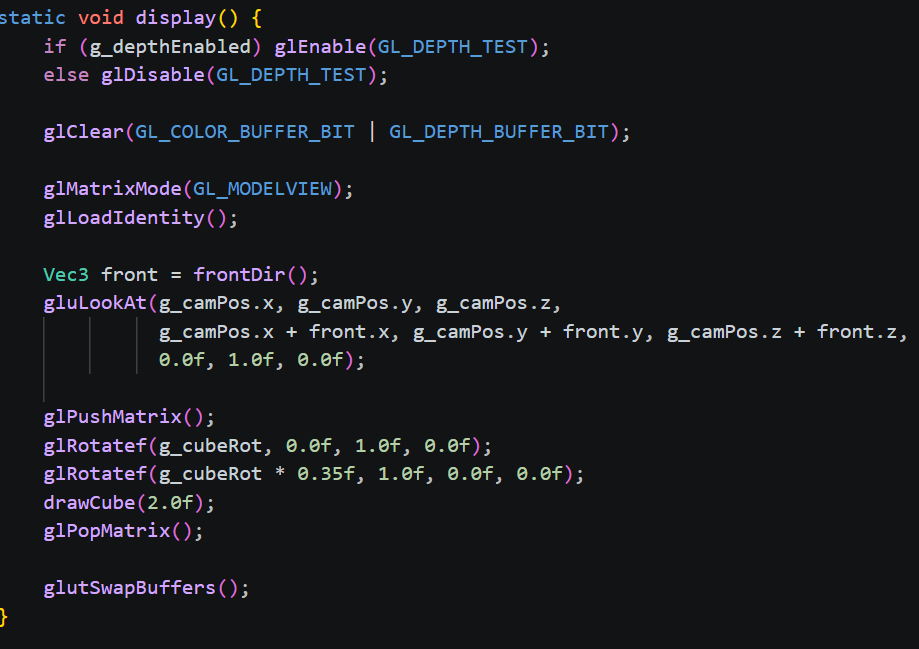 static void display() {
    if (g_depthEnabled) glEnable(GL_DEPTH_TEST);
    else glDisable(GL_DEPTH_TEST);

    glClear(GL_COLOR_BUFFER_BIT | GL_DEPTH_BUFFER_BIT);

    glMatrixMode(GL_MODELVIEW);
    glLoadIdentity();

    Vec3 front = frontDir();
    gluLookAt(g_camPos.x, g_camPos.y, g_camPos.z,
              g_camPos.x + front.x, g_camPos.y + front.y, g_camPos.z + front.z,
              0.0f, 1.0f, 0.0f);

    glPushMatrix();
    glRotatef(g_cubeRot, 0.0f, 1.0f, 0.0f);
    glRotatef(g_cubeRot * 0.35f, 1.0f, 0.0f, 0.0f);
    drawCube(2.0f);
    glPopMatrix();

    glutSwapBuffers();
}